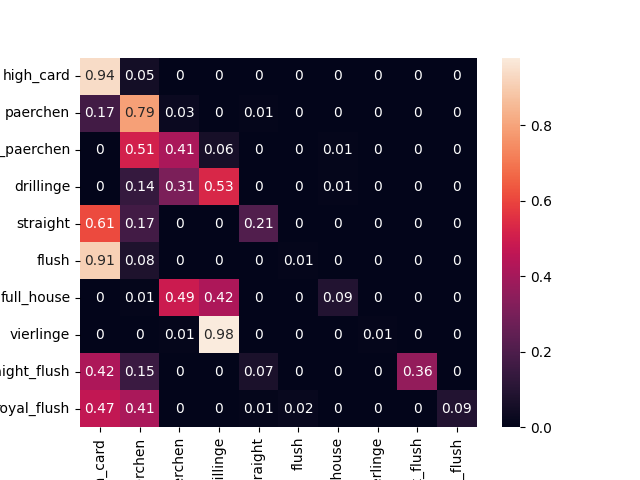 high_card 0.94 0.05 0 0 0 0 0 0 0 0
paerchen 0.17 0.79 0.03 0 0.01 0 0 0 0 0
_paerchen 0 0.51 0.41 0.06 0 0 0.01 0 0 0
drillinge 0 0.14 0.31 0.53 0 0 0.01 0 0 0
straight 0.61 0.17 0 0 0.21 0 0 0 0 0
flush 0.91 0.08 0 0 0 0.01 0 0 0 0
full_house 0 0.01 0.49 0.42 0 0 0.09 0 0 0
vierlinge 0 0 0.01 0.98 0 0 0 0.01 0 0
ight_flush 0.42 0.15 0 0 0.07 0 0 0 0.36 0
oyal_flush 0.47 0.41 0 0 0.01 0.02 0 0 0 0.09
_card
rchen
erchen
illinge
raight
flush
house
erlinge
_flush
_flush
0.8
0.6
0.4
0.2
0.0